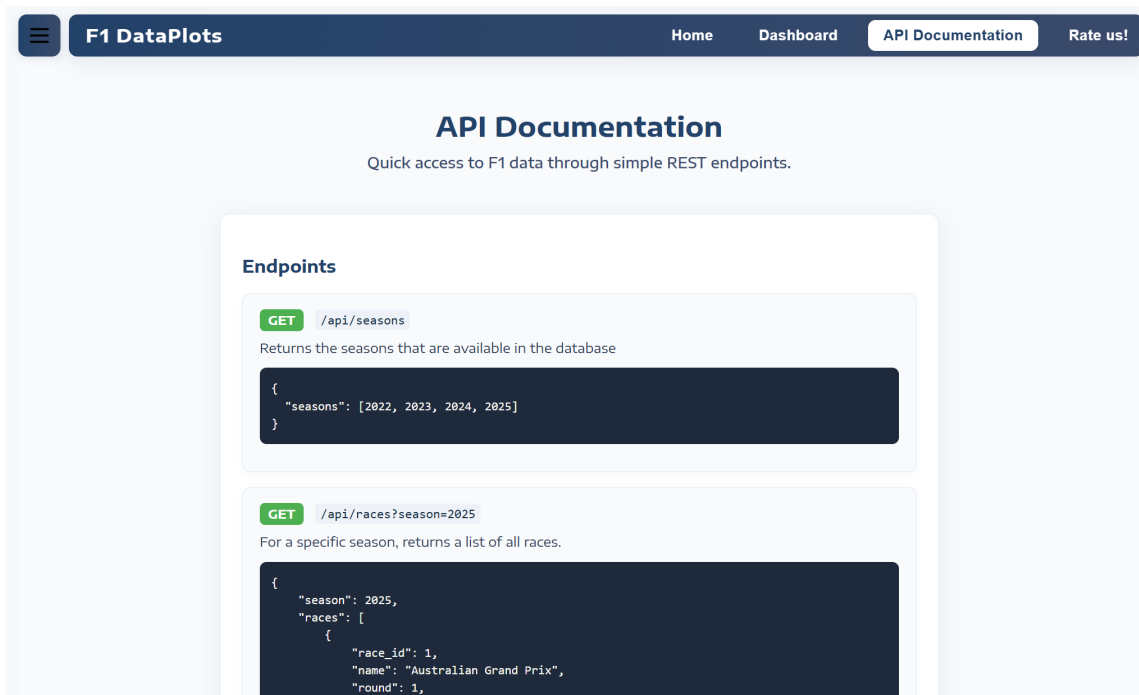 F1 DataPlots Home Dashboard API Documentation Rate us!
API Documentation
Quick access to F1 data through simple REST endpoints.
Endpoints
GET /api/seasons
Returns the seasons that are available in the database
{
  "seasons": [2022, 2023, 2024, 2025]
}
GET /api/races?season=2025
For a specific season, returns a list of all races.
{
    "season": 2025,
    "races": [
        {
            "race_id": 1,
            "name": "Australian Grand Prix",
            "round": 1,